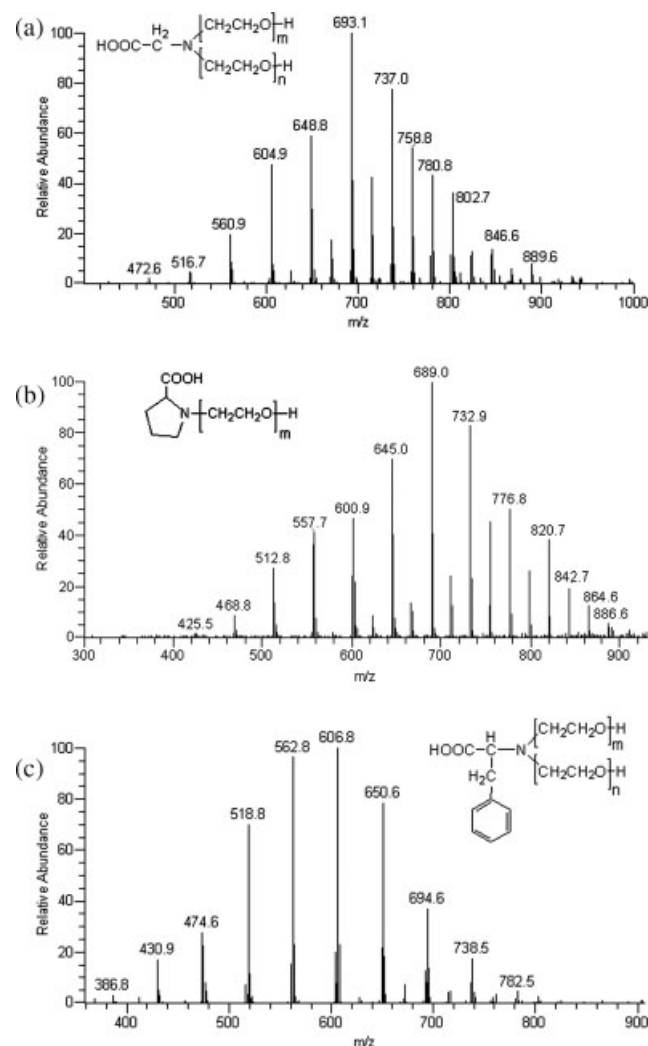 (a)
HOOC-C-N
H2
[CH2CH2O]H
m
[CH2CH2O]H
n
Relative Abundance
100
80
60
40
20
0
472.6
516.7
560.9
604.9
648.8
693.1
737.0
758.8
780.8
802.7
846.6
889.6
500 600 700 800 900 1000
m/z
(b)
COOH
N[CH2CH2O]H
m
Relative Abundance
100
80
60
40
20
0
425.5
468.8
512.8
557.7
600.9
645.0
689.0
732.9
776.8
820.7
842.7
864.6
886.6
300 400 500 600 700 800 900
m/z
(c)
H
HOOC-C-N
H2C
[CH2CH2O]H
m
[CH2CH2O]H
n
Relative Abundance
100
80
60
40
20
0
386.8
430.9
474.6
518.8
562.8
606.8
650.6
694.6
738.5
782.5
400 500 600 700 800 900
m/z